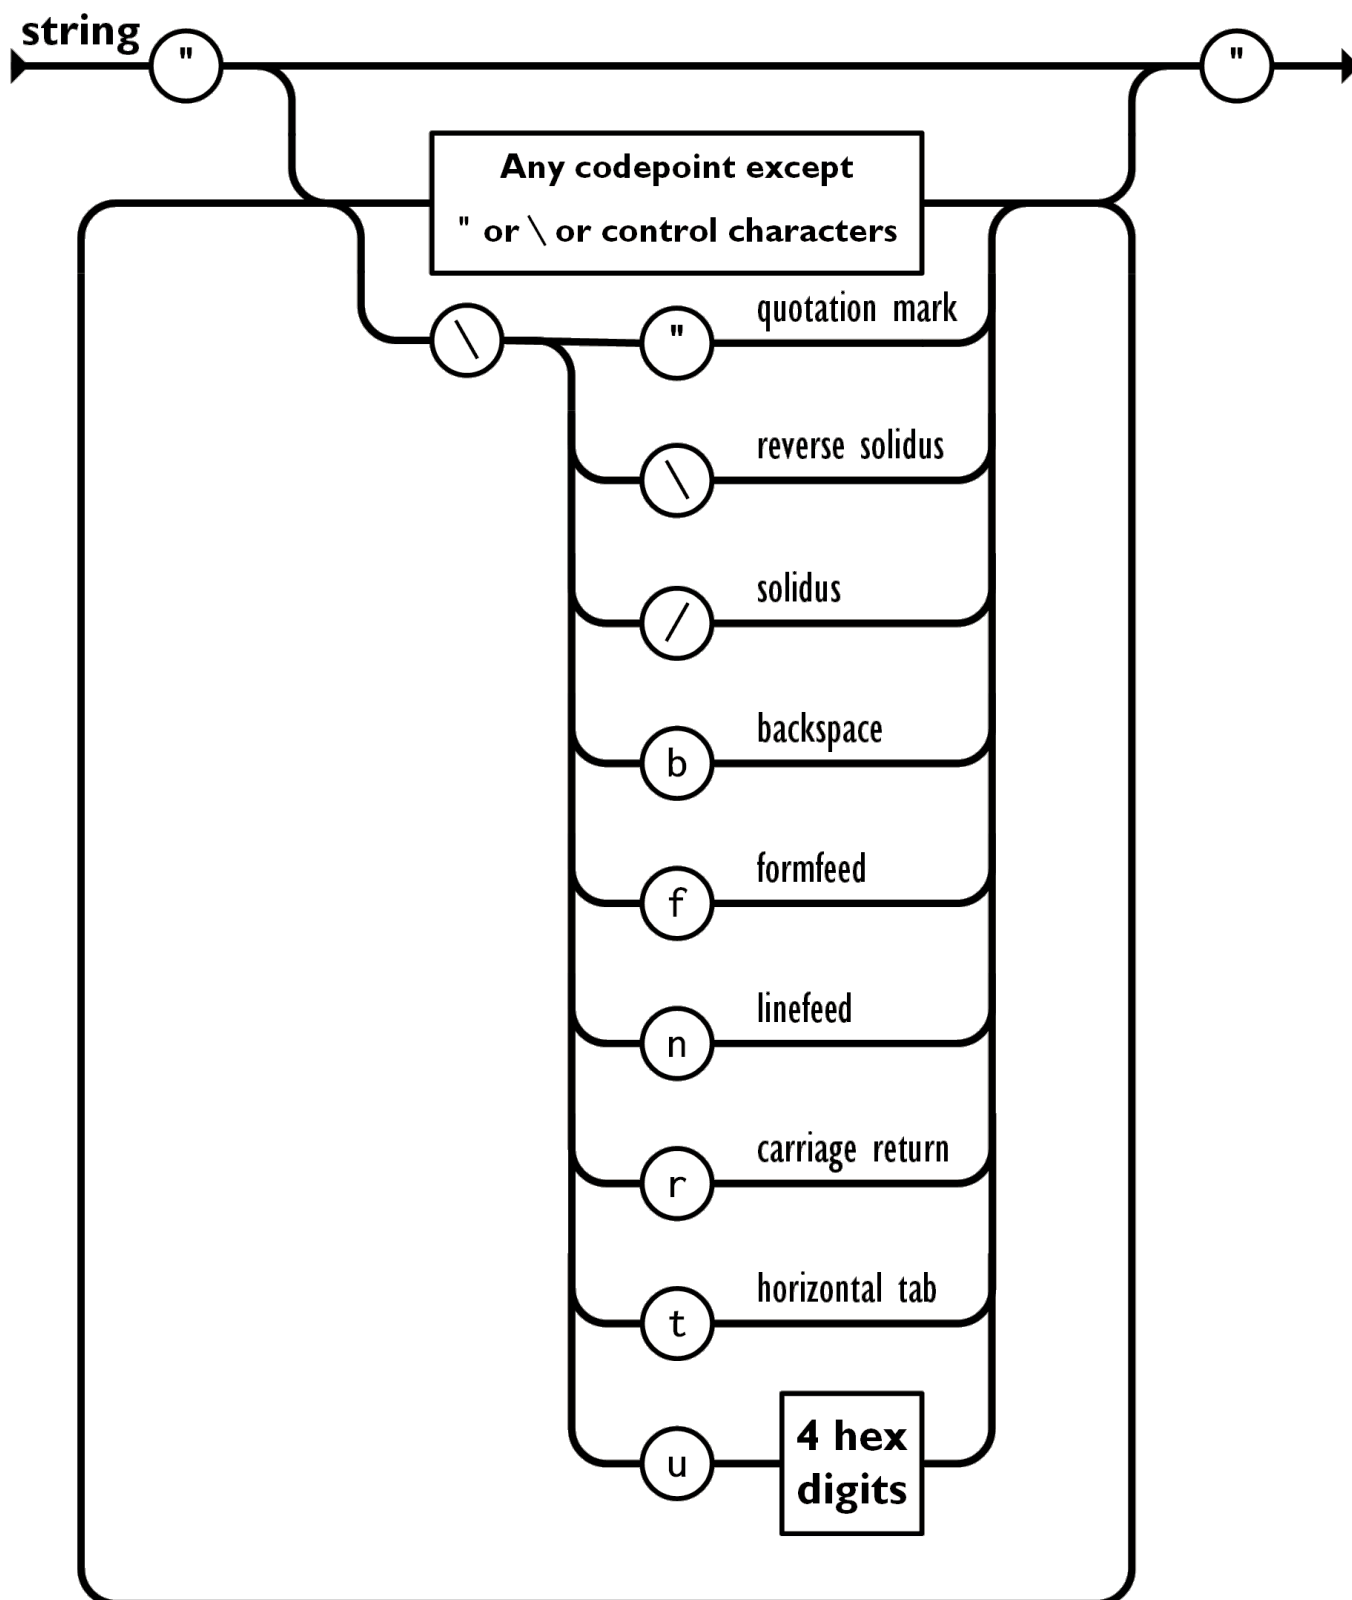 string
" "
Any codepoint except
" or \ or control characters
\ " quotation mark
\ reverse solidus
/ solidus
b backspace
f formfeed
n linefeed
r carriage return
t horizontal tab
u 4 hex
digits